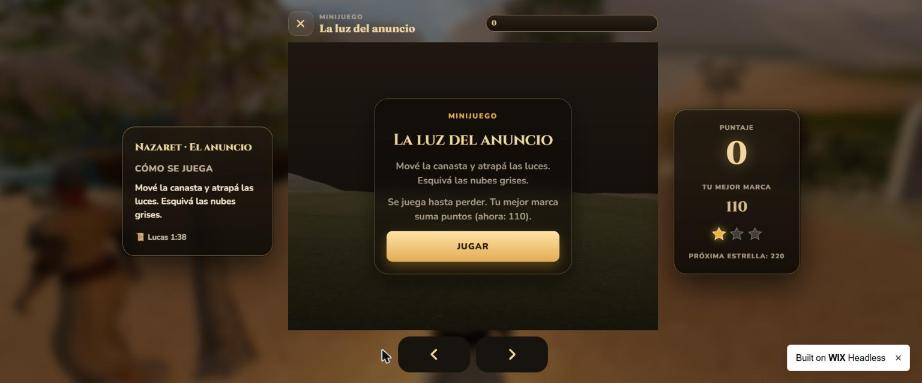 MINIJUEGO
La luz del anuncio
0
NAZARET · EL ANUNCIO
CÓMO SE JUEGA
Mové la canasta y atrapá las
luces. Esquivá las nubes
grises.
Lucas 1:38
MINIJUEGO
LA LUZ DEL ANUNCIO
Mové la canasta y atrapá las luces.
Esquivá las nubes grises.
Se juega hasta perder. Tu mejor marca
suma puntos (ahora: 110).
JUGAR
PUNTAJE
0
TU MEJOR MARCA
110
PRÓXIMA ESTRELLA: 220
Built on WIX Headless